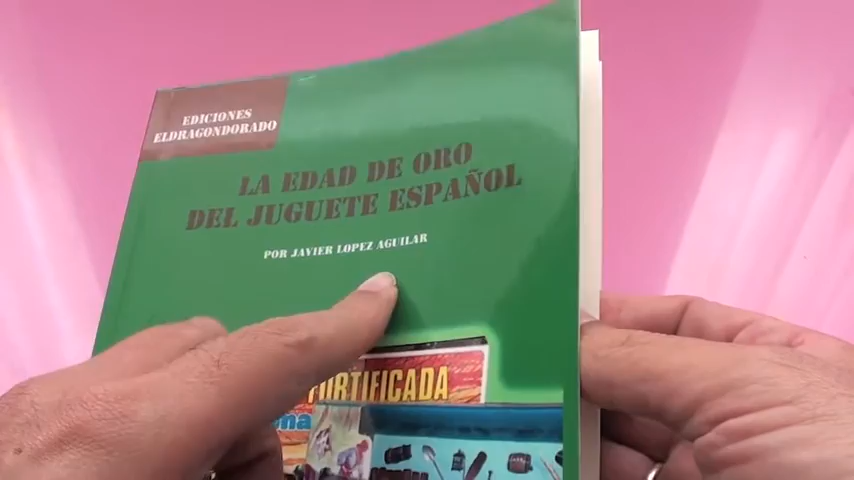 EDICIONES
ELDRAGONDORADO
LA EDAD DE ORO
DEL JUGUETE ESPAÑOL
POR JAVIER LOPEZ AGUILAR
FORTIFICADA